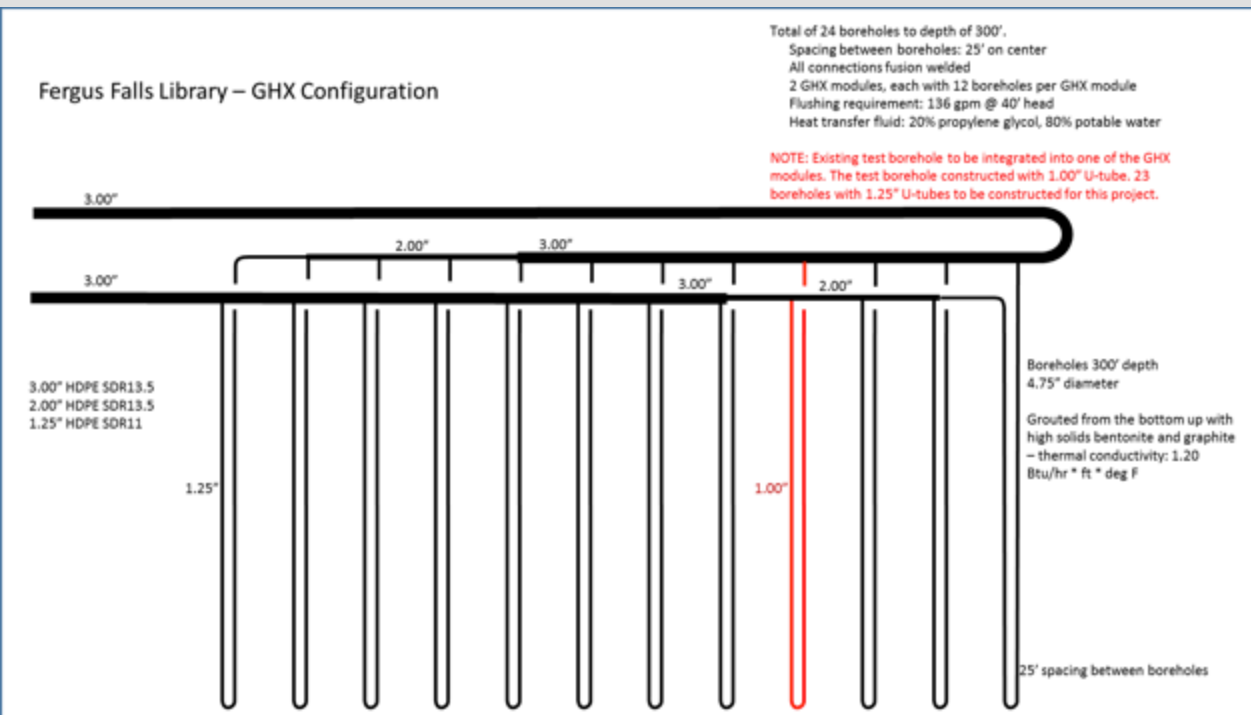 Total of 24 boreholes to depth of 300'.
Spacing between boreholes: 25' on center
All connections fusion welded
2 GHX modules, each with 12 boreholes per GHX module
Flushing requirement: 136 gpm @ 40' head
Heat transfer fluid: 20% propylene glycol, 80% potable water
Fergus Falls Library – GHX Configuration
NOTE: Existing test borehole to be integrated into one of the GHX
modules. The test borehole constructed with 1.00" U-tube. 23
boreholes with 1.25" U-tubes to be constructed for this project.
3.00"
2.00"
3.00"
3.00"
3.00"
2.00"
3.00" HDPE SDR13.5
2.00" HDPE SDR13.5
1.25" HDPE SDR11
Boreholes 300' depth
4.75" diameter
Grouted from the bottom up with
high solids bentonite and graphite
– thermal conductivity: 1.20
Btu/hr * ft * deg F
1.25"
1.00"
25' spacing between boreholes